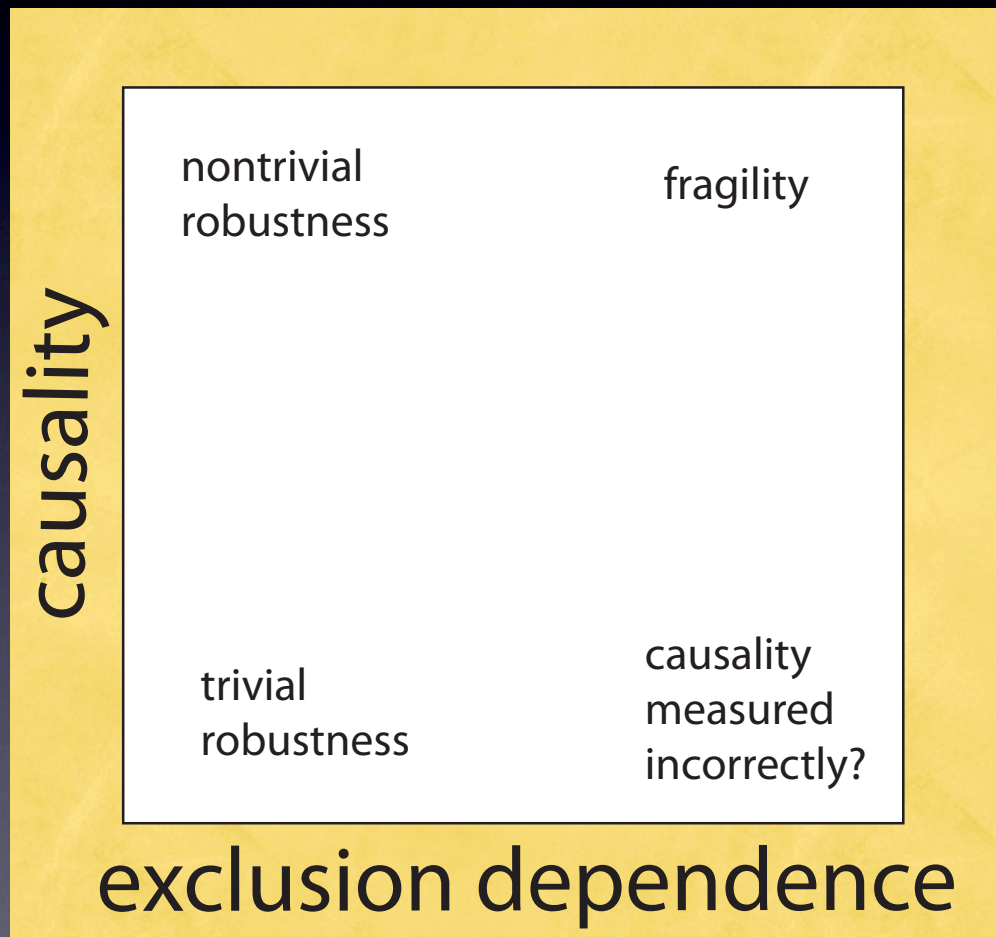 nontrivial
robustness
fragility
causality
trivial
robustness
causality
measured
incorrectly?
exclusion dependence